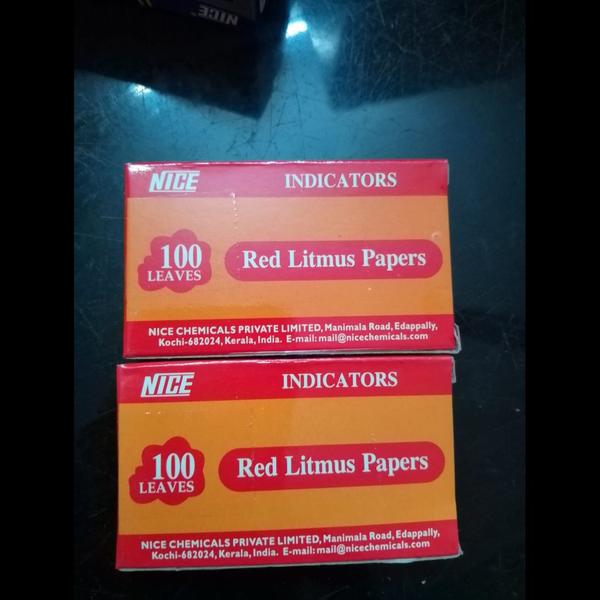 NICE
NICE INDICATORS
100
LEAVES
Red Litmus Papers
NICE CHEMICALS PRIVATE LIMITED, Manimala Road, Edappally,
Kochi-682024, Kerala, India. E-mail:mail@nicechemicals.com
NICE INDICATORS
100
LEAVES
Red Litmus Papers
NICE CHEMICALS PRIVATE LIMITED, Manimala Road, Edappally,
Kochi-682024, Kerala, India. E-mail:mail@nicechemicals.com